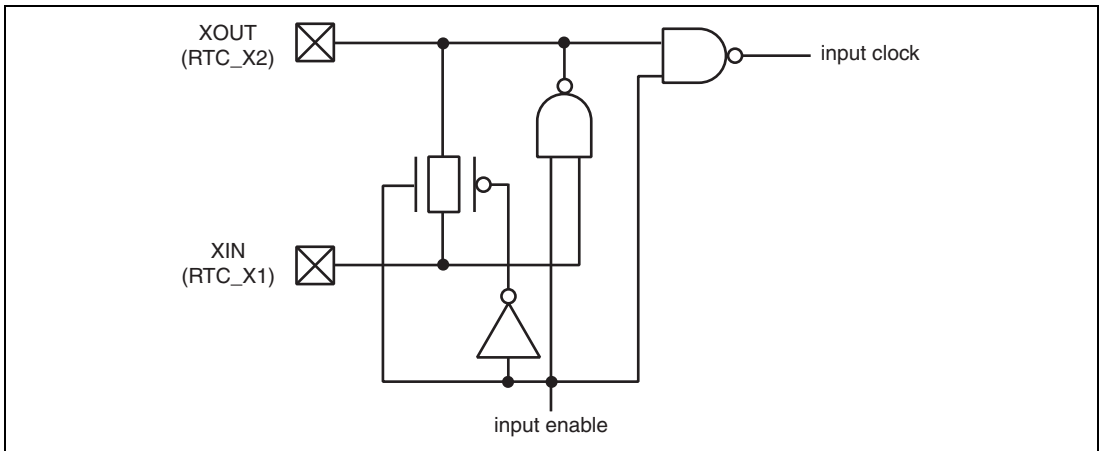 XOUT
(RTC_X2)
input clock
XIN
(RTC_X1)
input enable